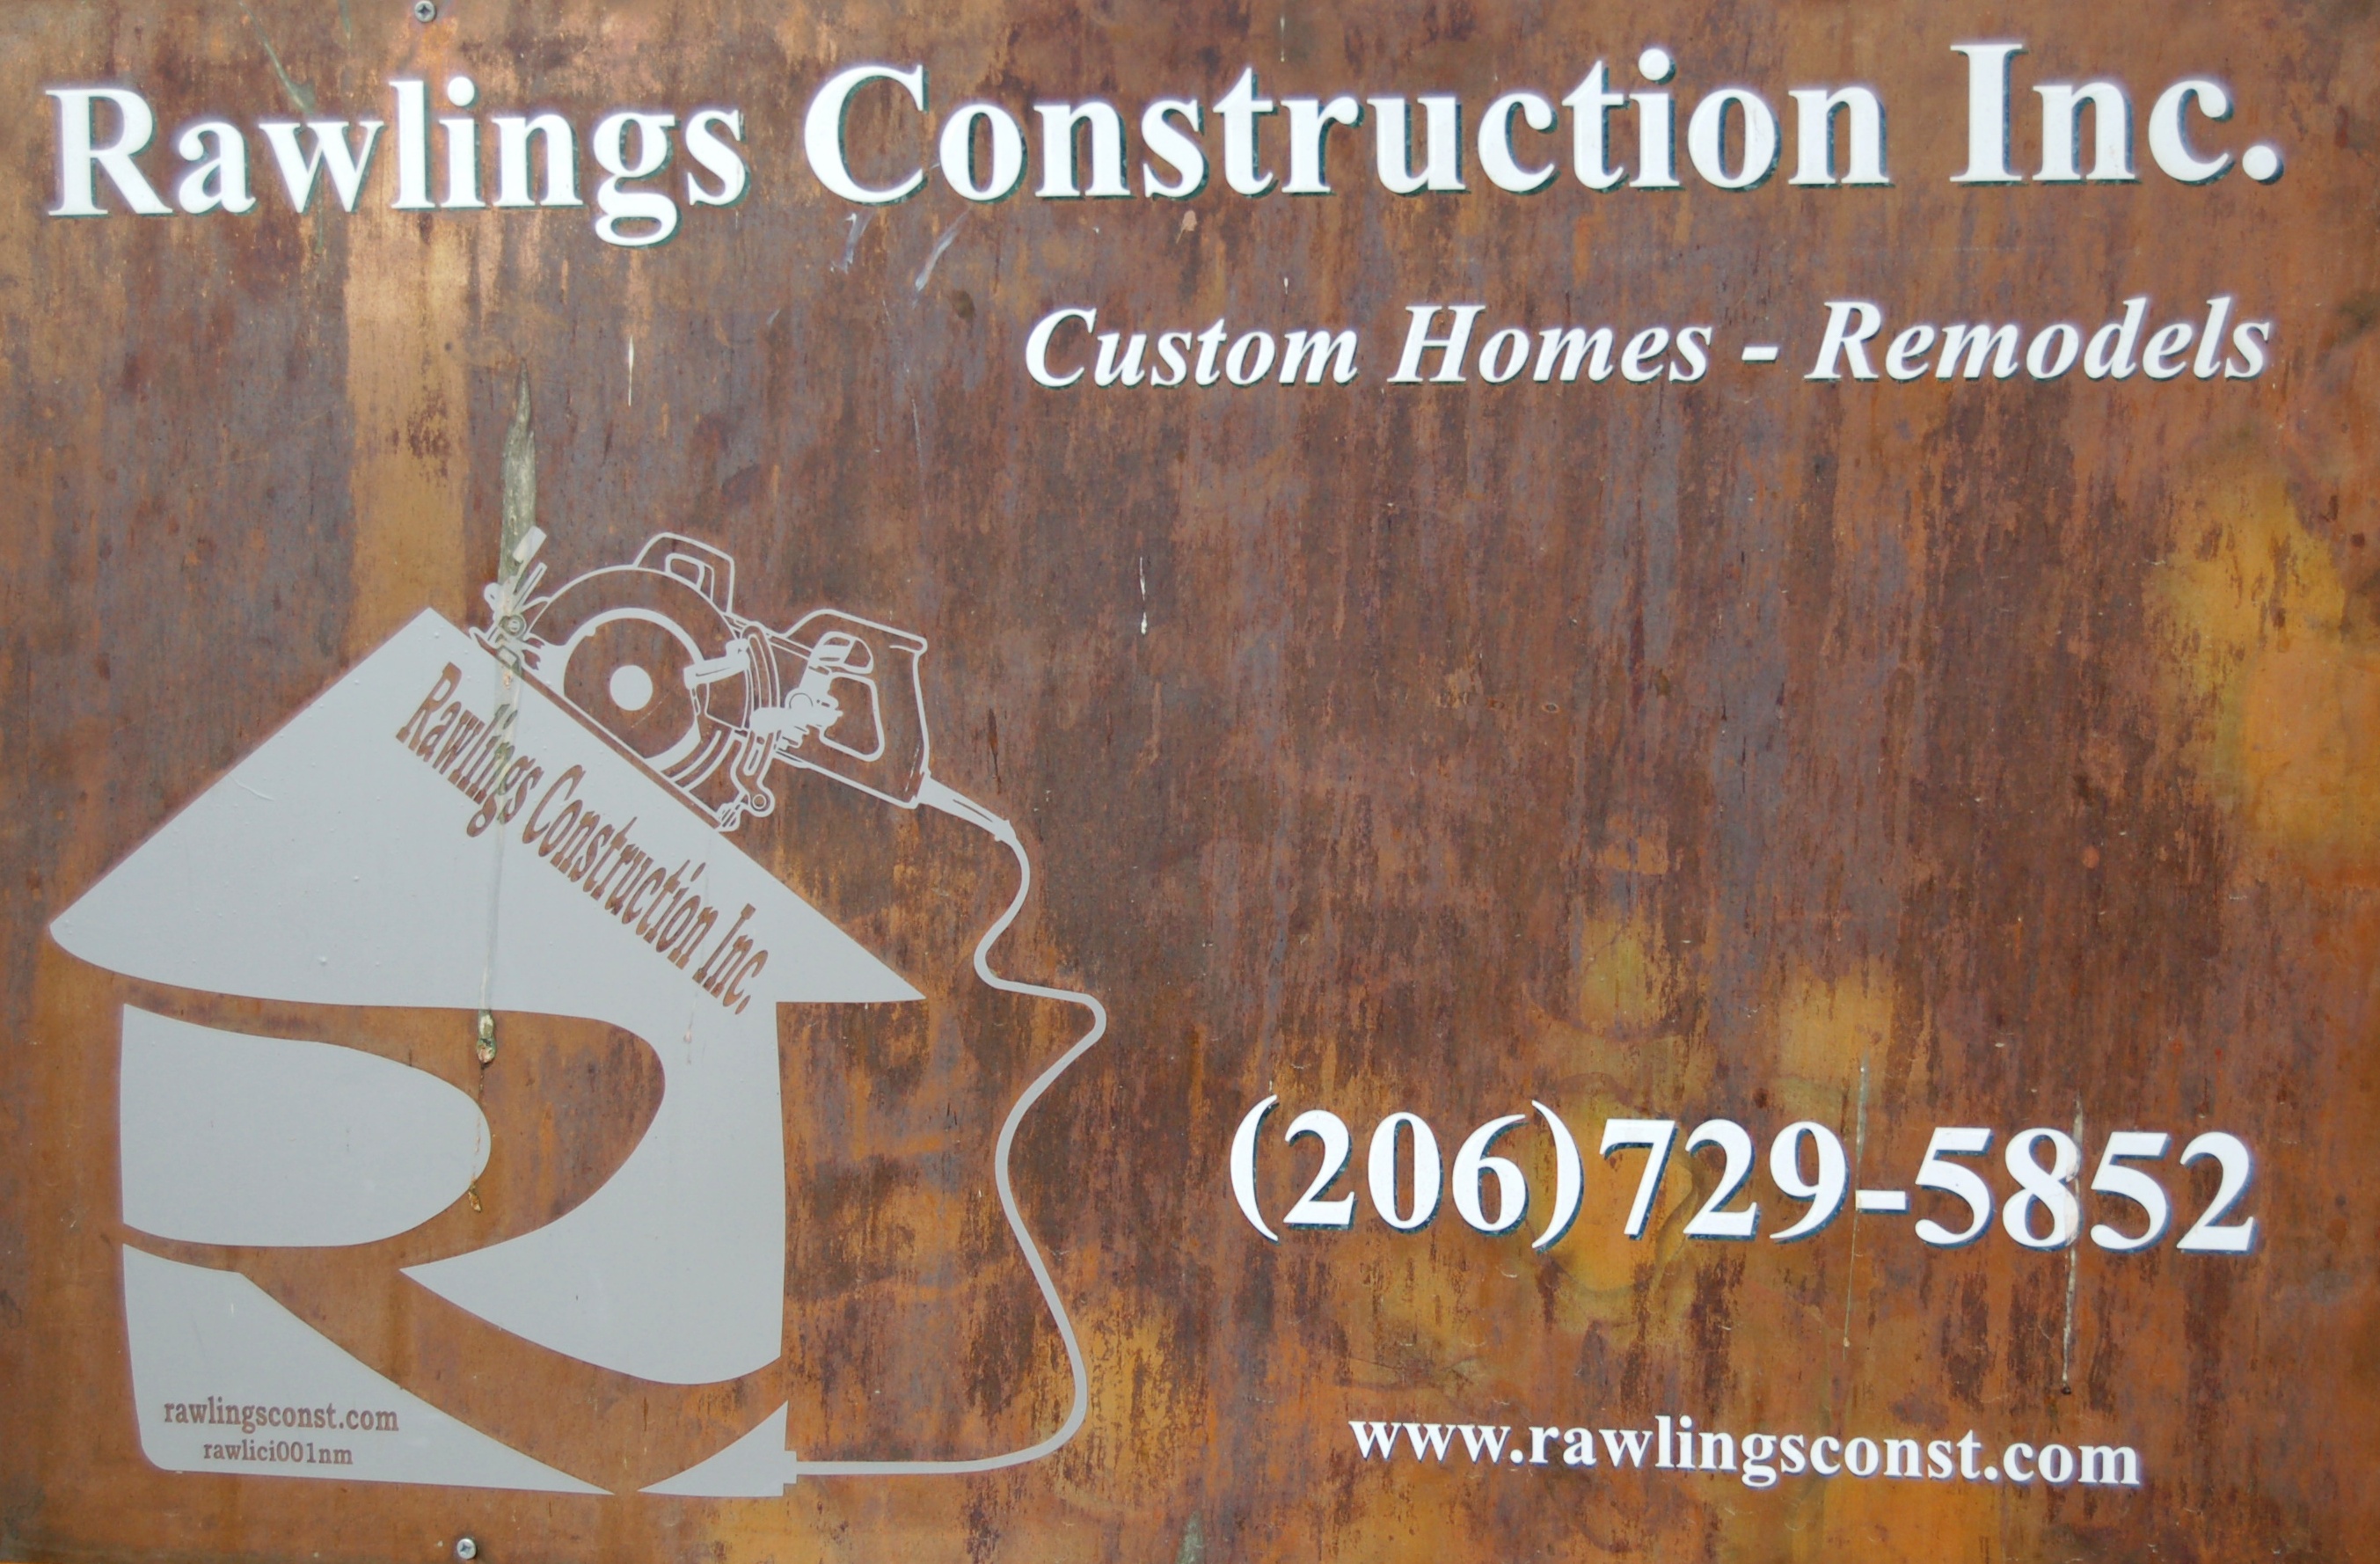 Rawlings Construction Inc.
Custom Homes - Remodels
Rawlings Construction Inc.
(206)729-5852
rawlingsconst.com
rawlici001nm
www.rawlingsconst.com